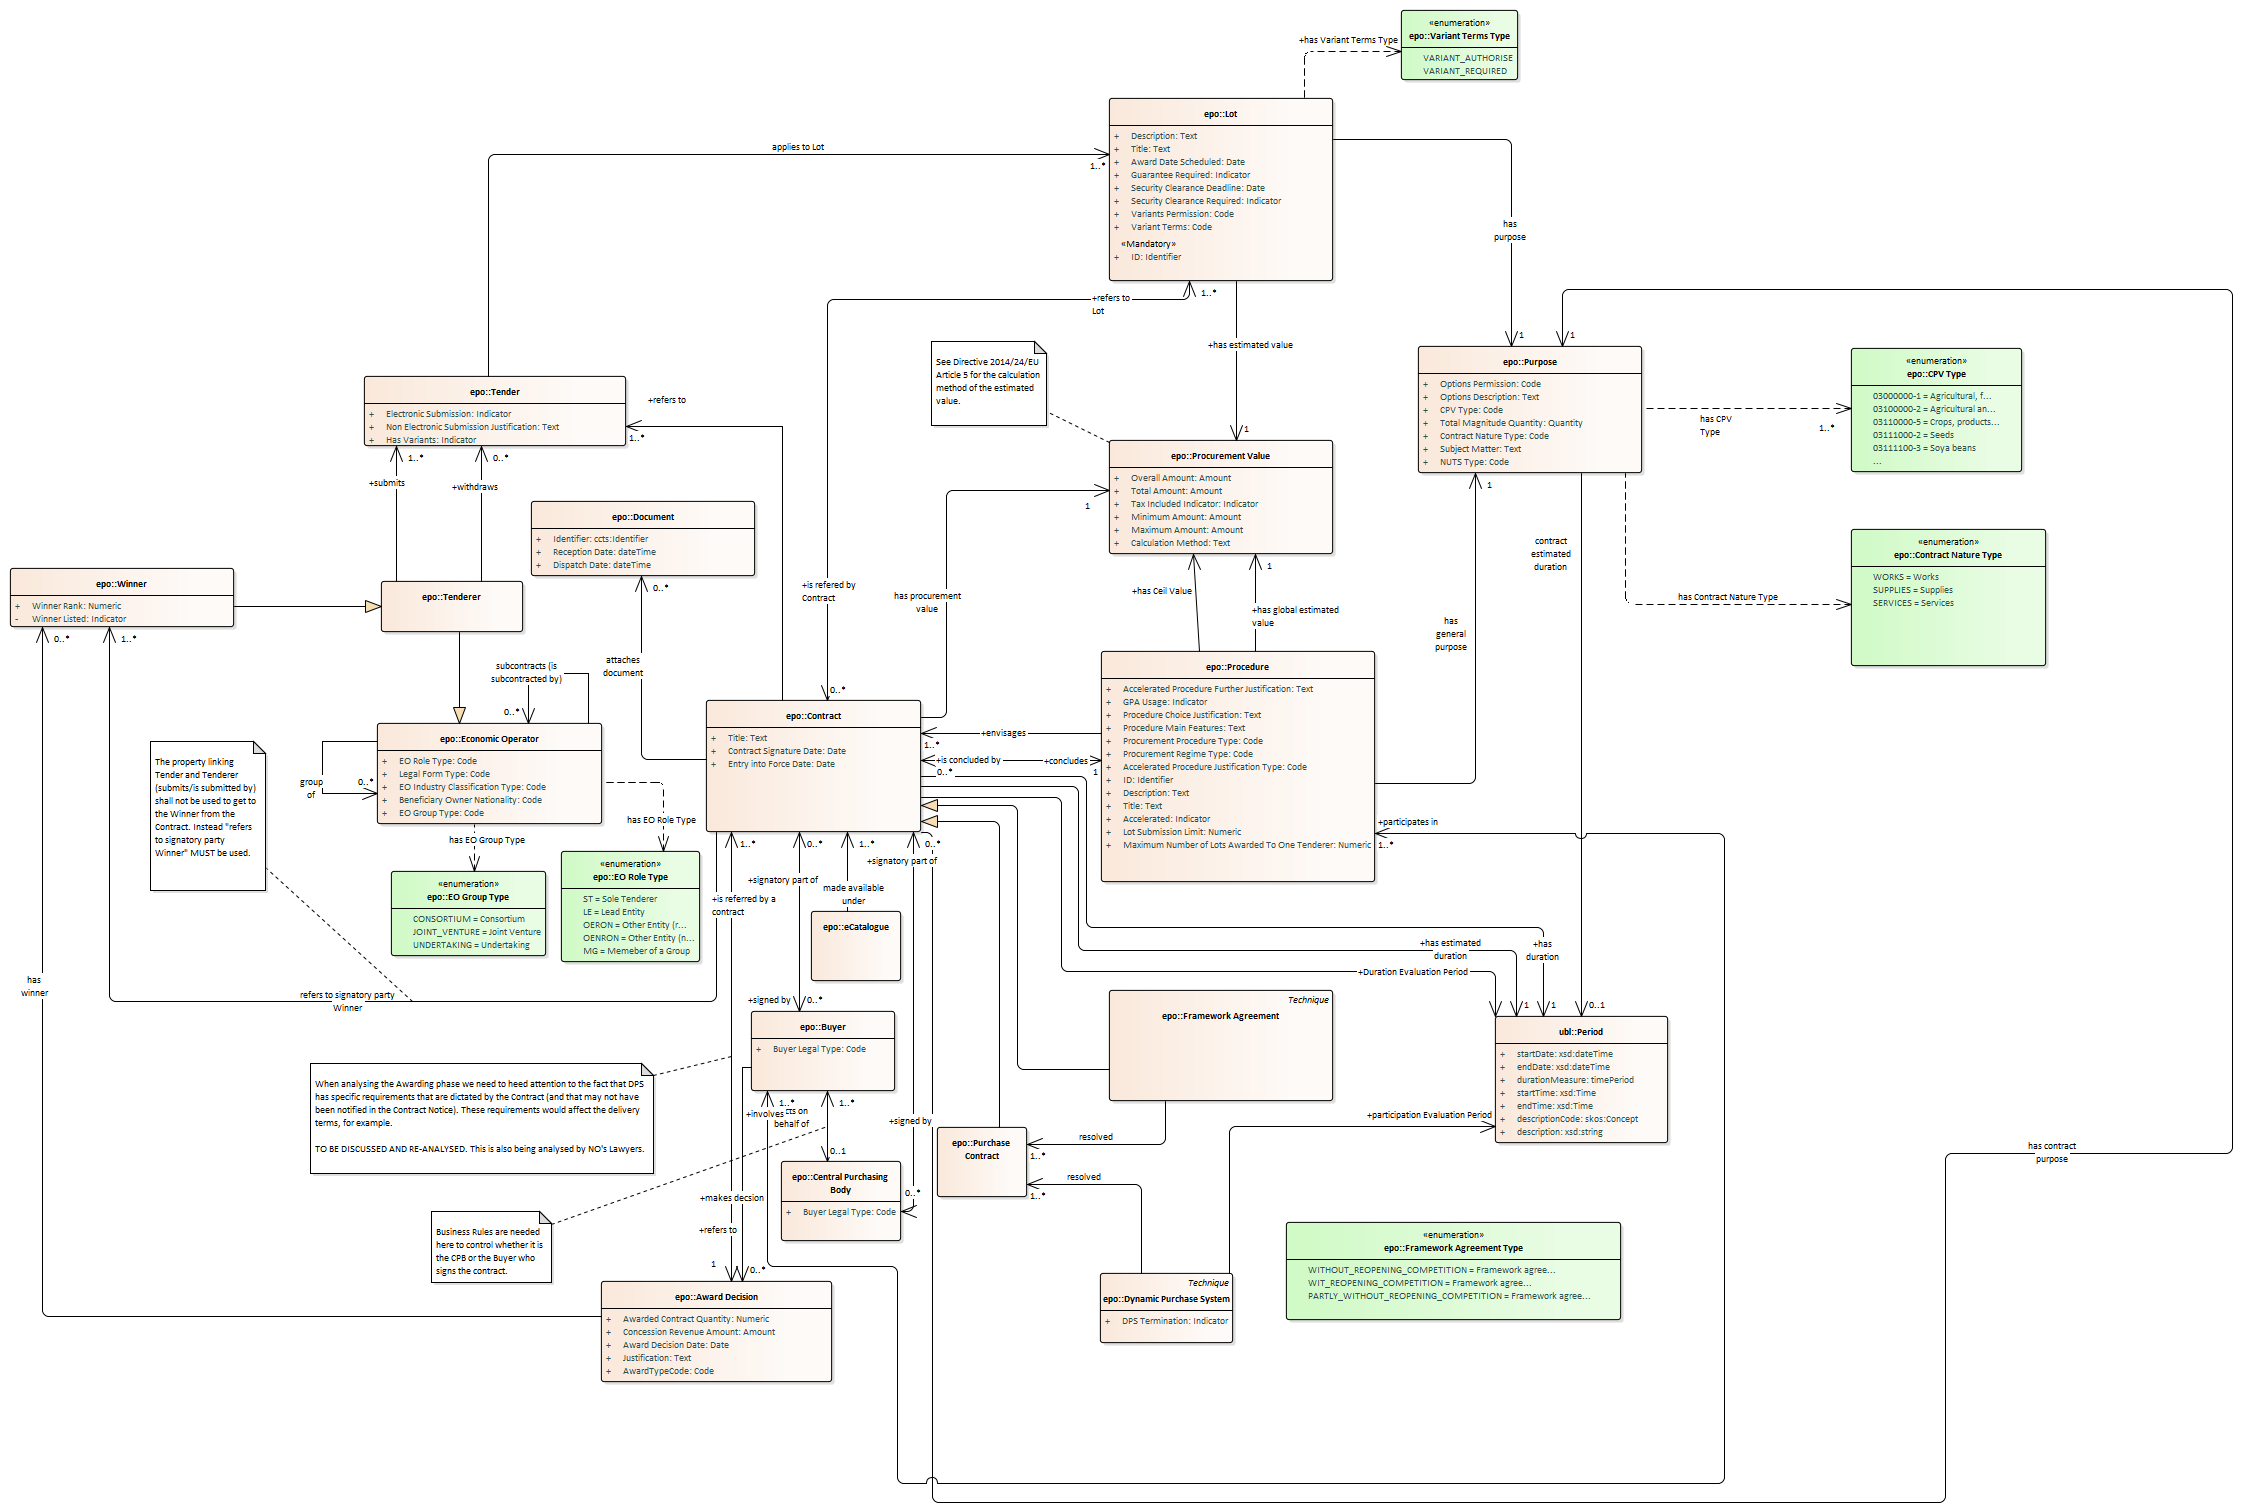 «enumeration»
epo::Variant Terms Type
VARIANT_AUTHORISE
VARIANT_REQUIRED
+has Variant Terms Type
epo::Lot
+ Description: Text
+ Title: Text
+ Award Date Scheduled: Date
+ Guarantee Required: Indicator
+ Security Clearance Deadline: Date
+ Security Clearance Required: Indicator
+ Variants Permission: Code
+ Variant Terms: Code
«Mandatory»
+ ID: Identifier
applies to Lot
1..*
has
purpose
+refers to
Lot
1..*
+has estimated value
1
1
1
See Directive 2014/24/EU
Article 5 for the calculation
method of the estimated
value.
epo::Purpose
+ Options Permission: Code
+ Options Description: Text
+ CPV Type: Code
+ Total Magnitude Quantity: Quantity
+ Contract Nature Type: Code
+ Subject Matter: Text
+ NUTS Type: Code
«enumeration»
epo::CPV Type
03000000-1 = Agricultural, f...
03100000-2 = Agricultural an...
03110000-5 = Crops, products...
03111000-2 = Seeds
03111100-3 = Soya beans
...
has CPV
Type
1..*
epo::Tender
+ Electronic Submission: Indicator
+ Non Electronic Submission Justification: Text
+ Has Variants: Indicator
+refers to
1..*
1..*
0..*
+submits
+withdraws
epo::Procurement Value
+ Overall Amount: Amount
+ Total Amount: Amount
+ Tax Included Indicator: Indicator
+ Minimum Amount: Amount
+ Maximum Amount: Amount
+ Calculation Method: Text
1
1
epo::Document
+ Identifier: ccts:Identifier
+ Reception Date: dateTime
+ Dispatch Date: dateTime
0..*
contract
estimated
duration
«enumeration»
epo::Contract Nature Type
WORKS = Works
SUPPLIES = Supplies
SERVICES = Services
has Contract Nature Type
epo::Winner
+ Winner Rank: Numeric
- Winner Listed: Indicator
0..*
1..*
epo::Tenderer
+is refered by
Contract
has procurement
value
+has Ceil Value
1
+has global estimated
value
has
general
purpose
subcontracts (is
subcontracted by)
0..*
attaches
document
0..*
epo::Procedure
+ Accelerated Procedure Further Justification: Text
+ GPA Usage: Indicator
+ Procedure Choice Justification: Text
+ Procedure Main Features: Text
+ Procurement Procedure Type: Code
+ Procurement Regime Type: Code
+ Accelerated Procedure Justification Type: Code
+ ID: Identifier
+ Description: Text
+ Title: Text
+ Accelerated: Indicator
+ Lot Submission Limit: Numeric
+ Maximum Number of Lots Awarded To One Tenderer: Numeric
epo::Contract
+ Title: Text
+ Contract Signature Date: Date
+ Entry into Force Date: Date
+envisages
1..*
+is concluded by
+concludes
0..*
1
epo::Economic Operator
+ EO Role Type: Code
+ Legal Form Type: Code
+ EO Industry Classification Type: Code
+ Beneficiary Owner Nationality: Code
+ EO Group Type: Code
group
of
0..*
The property linking
Tender and Tenderer
(submits/is submitted by)
shall not be used to get to
the Winner from the
Contract. Instead "refers
to signatory party
Winner" MUST be used.
has EO Group Type
has EO Role Type
«enumeration»
epo::EO Group Type
CONSORTIUM = Consortium
JOINT_VENTURE = Joint Venture
UNDERTAKING = Undertaking
«enumeration»
epo::EO Role Type
ST = Sole Tenderer
LE = Lead Entity
OERON = Other Entity (r...
OENRON = Other Entity (n...
MG = Memeber of a Group
+participates in
1..*
1..*
0..*
1..*
0..*
+signatory part of
+signatory part of
made available
under
+is referred by a
contract
epo::eCatalogue
+has estimated
duration
+has
duration
+Duration Evaluation Period
has
winner
refers to signatory party
Winner
+signed by
0..*
epo::Buyer
+ Buyer Legal Type: Code
Technique
epo::Framework Agreement
1
1
0..1
ubl::Period
+ startDate: xsd:dateTime
+ endDate: xsd:dateTime
+ durationMeasure: timePeriod
+ startTime: xsd:Time
+ endTime: xsd:Time
+ descriptionCode: skos:Concept
+ description: xsd:string
When analysing the Awarding phase we need to heed attention to the fact that DPS
has specific requirements that are dictated by the Contract (and that may not have
been notified in the Contract Notice). These requirements would affect the delivery
terms, for example.
TO BE DISCUSSED AND RE-ANALYSED. This is also being analysed by NO's Lawyers.
1..*
1..*
+involves
cts on
behalf of
0..1
+signed by
+participation Evaluation Period
epo::Purchase
Contract
resolved
1..*
resolved
1..*
has contract
purpose
epo::Central Purchasing
Body
+ Buyer Legal Type: Code
0..*
+makes decsion
+refers to
1
0..*
Business Rules are needed
here to control whether it is
the CPB or the Buyer who
signs the contract.
«enumeration»
epo::Framework Agreement Type
WITHOUT_REOPENING_COMPETITION = Framework agree...
WIT_REOPENING_COMPETITION = Framework agree...
PARTLY_WITHOUT_REOPENING_COMPETITION = Framework agree...
Technique
epo::Dynamic Purchase System
+ DPS Termination: Indicator
epo::Award Decision
+ Awarded Contract Quantity: Numeric
+ Concession Revenue Amount: Amount
+ Award Decision Date: Date
+ Justification: Text
+ AwardTypeCode: Code